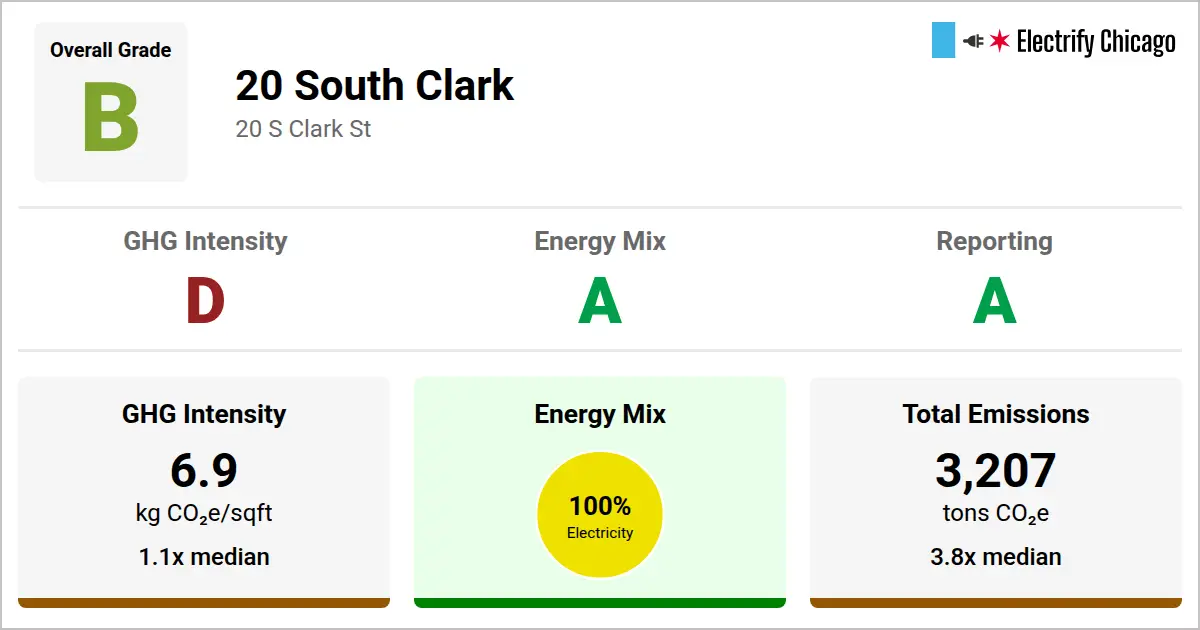 Overall Grade
B
20 South Clark
20 S Clark St
Electrify Chicago
GHG Intensity
D
Energy Mix
A
Reporting
A
GHG Intensity
6.9
kg CO₂e/sqft
1.1x median
Energy Mix
100%
Electricity
Total Emissions
3,207
tons CO₂e
3.8x median